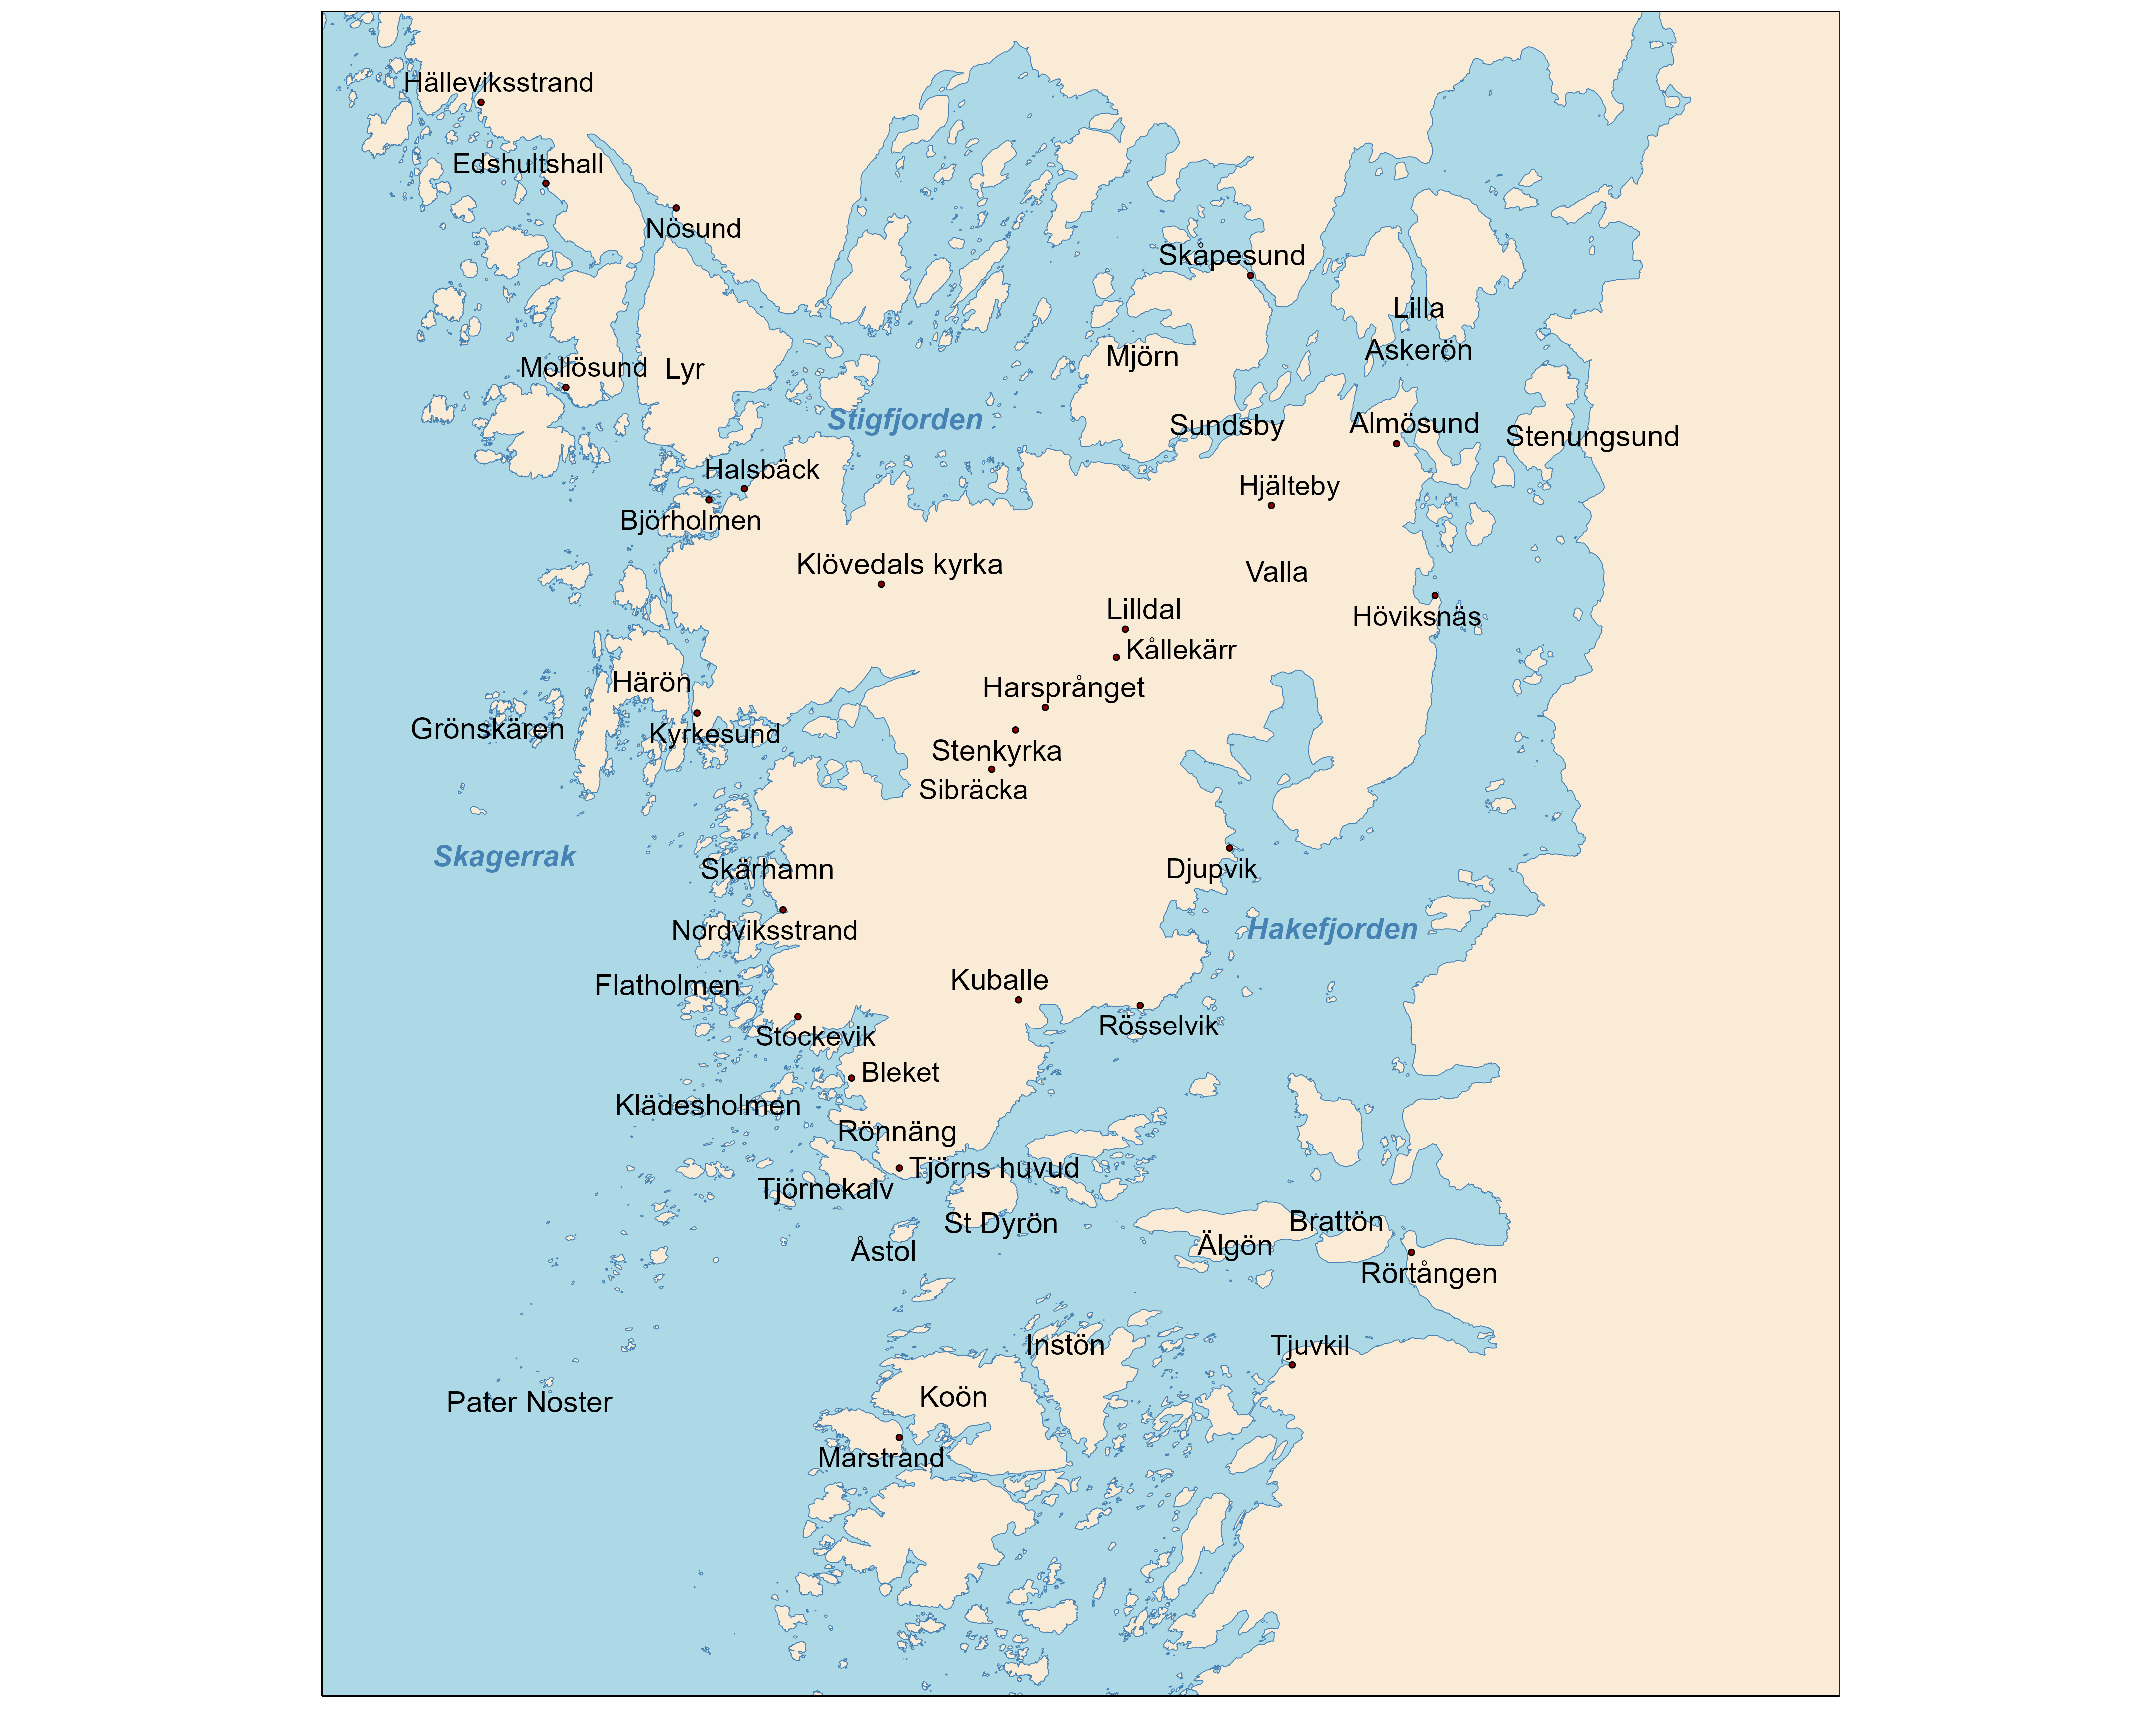 Hälleviksstrand
Edshultshall
Nösund
Skåpesund
Lilla
Askerön
Mjörn
Mollösund
Lyr
Stigfjorden
Sundsby
Almösund
Stenungsund
Halsbäck
Hjälteby
Björholmen
Klövedals kyrka
Valla
Lilldal
Höviksnäs
Kållekärr
Härön
Harsprånget
Grönskären
Kyrkesund
Stenkyrka
Sibräcka
Skagerrak
Skärhamn
Djupvik
Nordviksstrand
Hakefjorden
Flatholmen
Kuballe
Rösselvik
Stockevik
Bleket
Klädesholmen
Rönnäng
Tjörns huvud
Tjörnekalv
St Dyrön
Brattön
Älgön
Åstol
Rörtången
Instön
Tjuvkil
Koön
Pater Noster
Marstrand